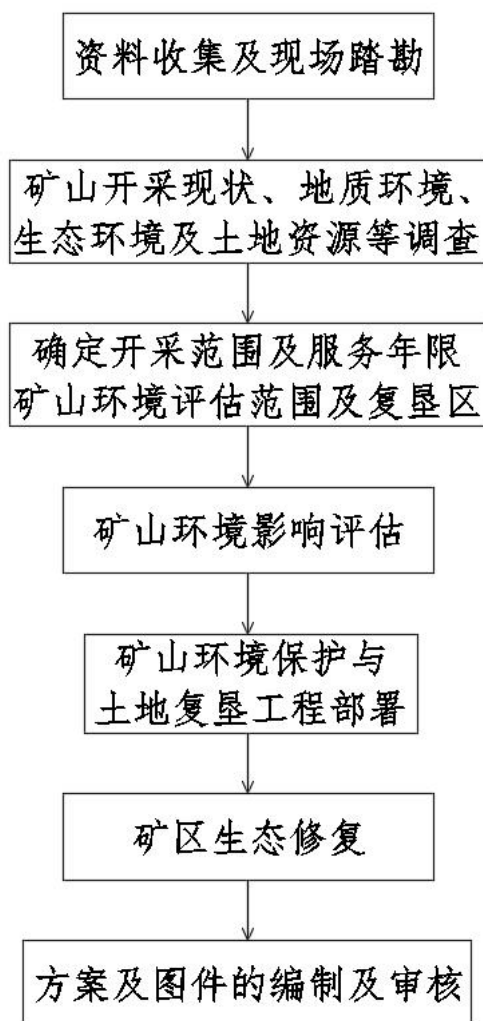 资料收集及现场踏勘
矿山开采现状、地质环境、
生态环境及土地资源等调查
确定开采范围及服务年限
矿山环境评估范围及复垦区
矿山环境影响评估
矿山环境保护与
土地复垦工程部署
矿区生态修复
方案及图件的编制及审核